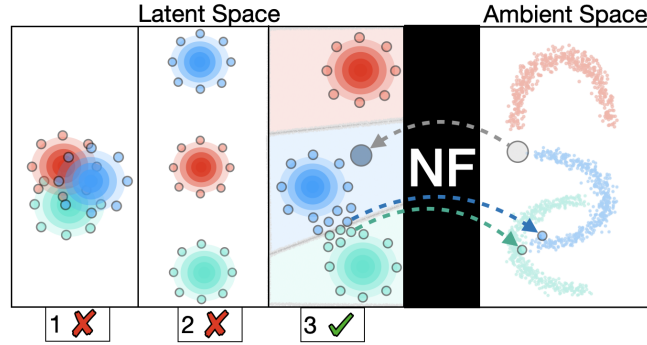 Latent Space
Ambient Space
NF
1 ✘
2 ✘
3 ✓